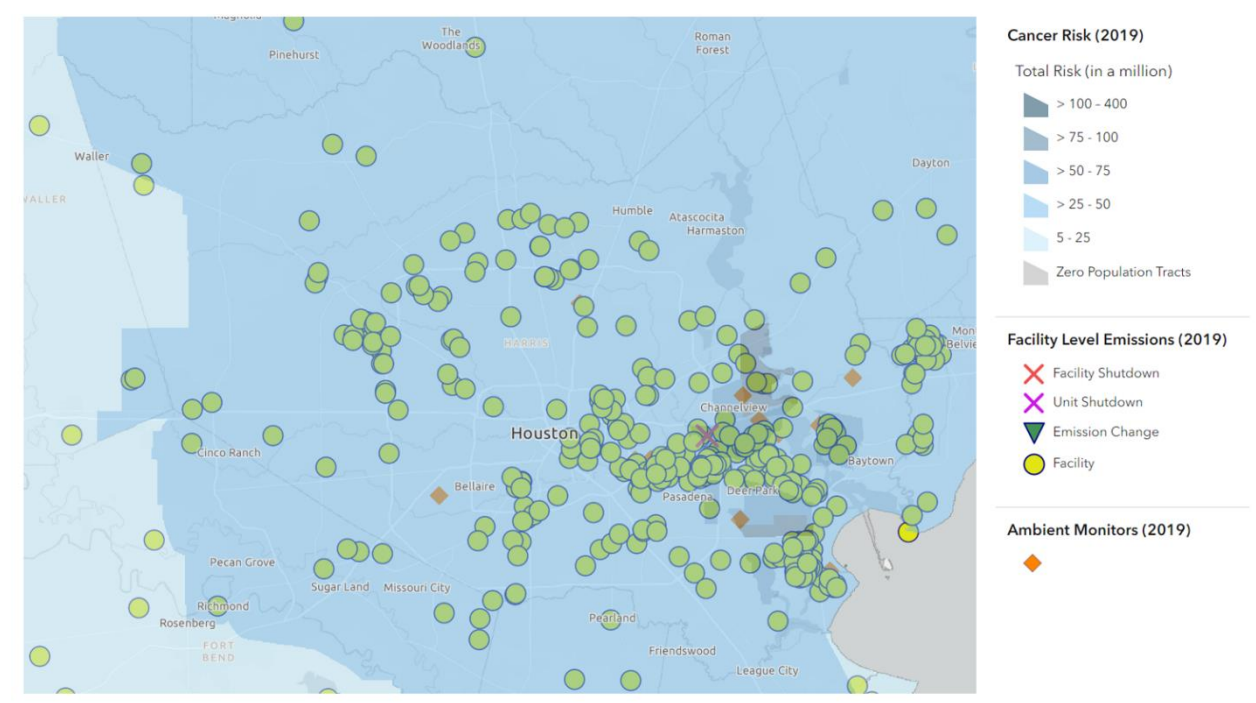 The
Woodlands
Roman
Forest
Pinehurst
Waller
Dayton
Humble
Atascocita
Harmaston
HARRIS
Mon
Belvie
Channelview
Houston
Cinco Ranch
Baytown
Bellaire
Pasadena
Deer Park
Pecan Grove
Sugar Land
Missouri City
Richmond
Rosenberg
Pearland
FORT
BEND
Friendswood
League City
Cancer Risk (2019)
Total Risk (in a million)
> 100 - 400
> 75 - 100
> 50 - 75
> 25 - 50
5 - 25
Zero Population Tracts
Facility Level Emissions (2019)
Facility Shutdown
Unit Shutdown
Emission Change
Facility
Ambient Monitors (2019)